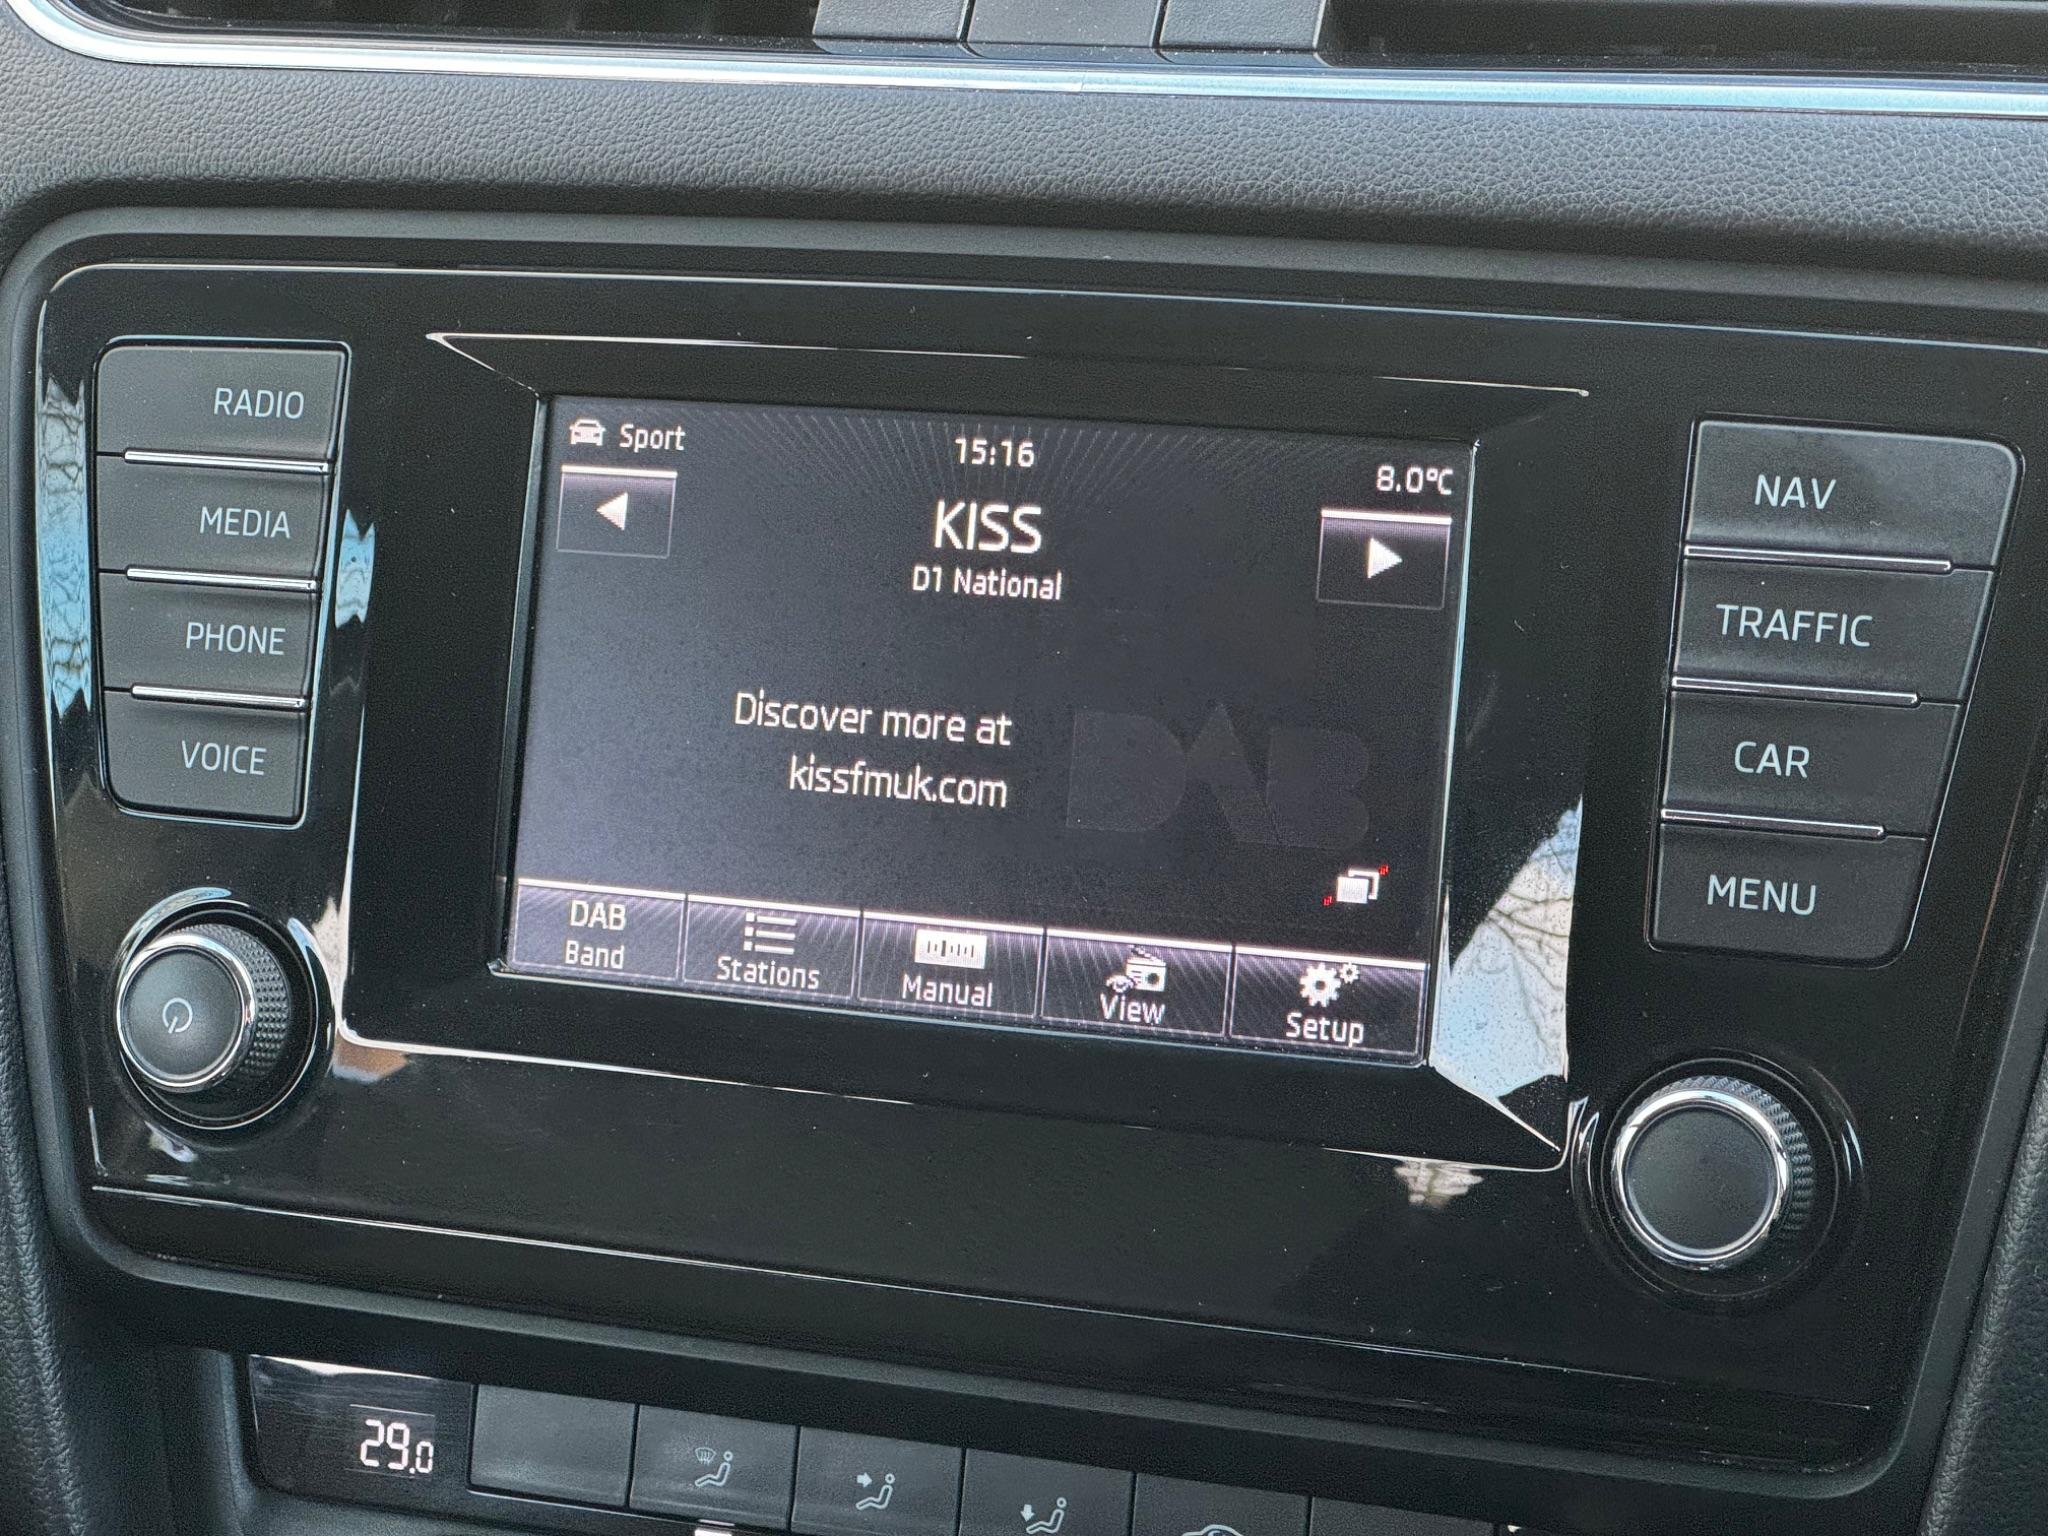 RADIO
MEDIA
PHONE
VOICE
Sport
15:16
8.0°C
KISS
D1 National
Discover more at
kissfmuk.com
DAB
DAB
Band
Stations
Manual
View
Setup
NAV
TRAFFIC
CAR
MENU
29.0